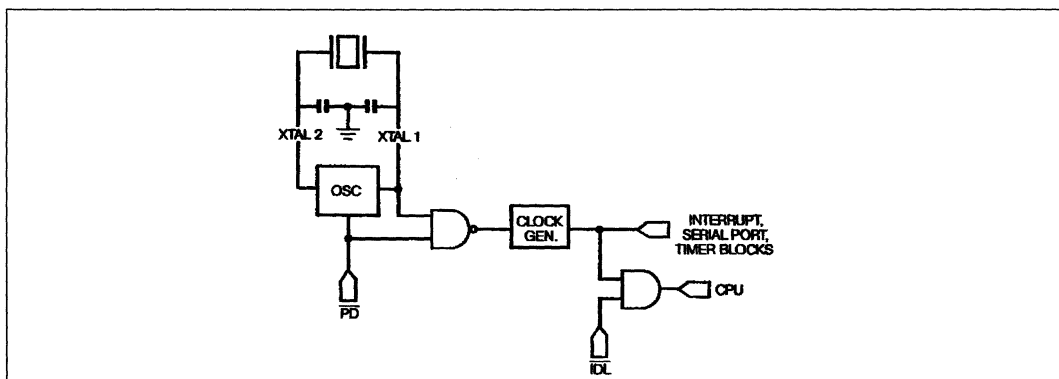 XTAL 2
XTAL 1
OSC
CLOCK
GEN.
INTERRUPT,
SERIAL PORT,
TIMER BLOCKS
CPU
PD
IDL